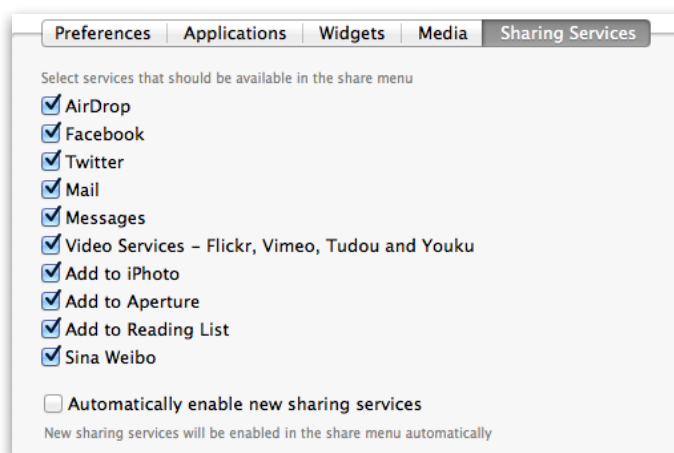 Preferences Applications Widgets Media Sharing Services
Select services that should be available in the share menu
AirDrop
Facebook
Twitter
Mail
Messages
Video Services – Flickr, Vimeo, Tudou and Youku
Add to iPhoto
Add to Aperture
Add to Reading List
Sina Weibo
Automatically enable new sharing services
New sharing services will be enabled in the share menu automatically